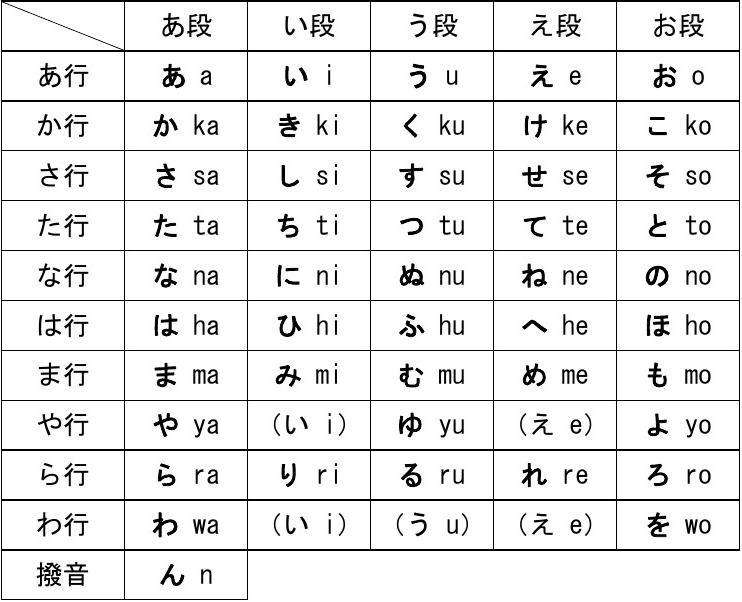 あ段 い段 う段 え段 お段
あ行 あ a い i う u え e お o
か行 か ka き ki く ku け ke こ ko
さ行 さ sa し si す su せ se そ so
た行 た ta ち ti つ tu て te と to
な行 な na に ni ぬ nu ね ne の no
は行 は ha ひ hi ふ hu へ he ほ ho
ま行 ま ma み mi む mu め me も mo
や行 や ya (い i) ゆ yu (え e) よ yo
ら行 ら ra り ri る ru れ re ろ ro
わ行 わ wa (い i) (う u) (え e) を wo
撥音 ん n